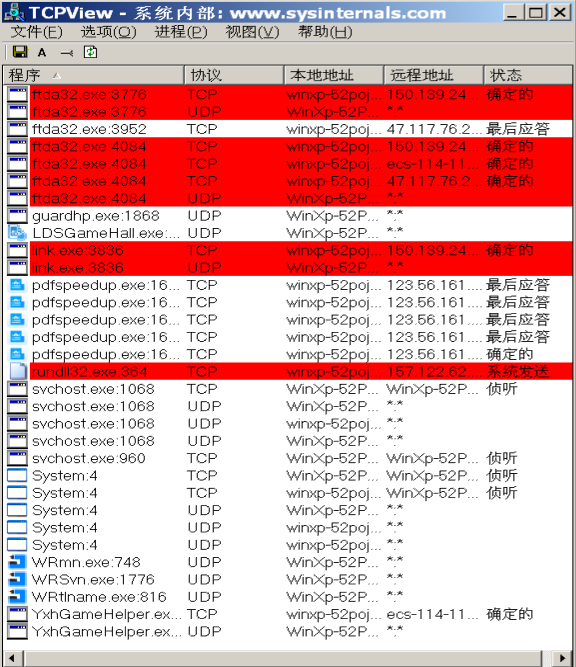 TCPView - 系统内部: www.sysinternals.com
文件(F) 选项(O) 进程(P) 视图(V) 帮助(H)
A
程序 协议 本地地址 远程地址 状态
ftda32.exe:3776 TCP winxp-52poj... 150.139.24... 确定的
ftda32.exe:3776 UDP WinXp-52P... *:*
ftda32.exe:3952 TCP winxp-52poj... 47.117.76.2... 最后应答
ftda32.exe:4084 TCP winxp-52poj... 150.139.24... 确定的
ftda32.exe:4084 TCP winxp-52poj... ecs-114-11... 确定的
ftda32.exe:4084 TCP winxp-52poj... 47.117.76.2... 确定的
ftda32.exe:4084 UDP WinXp-52P... *:*
guardhp.exe:1868 UDP WinXp-52P... *:*
LDSGameHall.exe:... UDP WinXp-52P... *:*
link.exe:3836 TCP winxp-52poj... 150.139.24... 确定的
link.exe:3836 UDP WinXp-52P... *:*
pdfspeedup.exe:16... TCP winxp-52poj... 123.56.161.... 最后应答
pdfspeedup.exe:16... TCP winxp-52poj... 123.56.161.... 最后应答
pdfspeedup.exe:16... TCP winxp-52poj... 123.56.161.... 最后应答
pdfspeedup.exe:16... TCP winxp-52poj... 123.56.161.... 最后应答
pdfspeedup.exe:16... TCP winxp-52poj... 123.56.161.... 确定的
rundll32.exe:364 TCP winxp-52poj... 157.122.62... 系统发送
svchost.exe:1068 TCP WinXp-52P... WinXp-52P... 侦听
svchost.exe:1068 UDP WinXp-52P... *:*
svchost.exe:1068 UDP winxp-52poj... *:*
svchost.exe:1068 UDP WinXp-52P... *:*
svchost.exe:960 TCP WinXp-52P... WinXp-52P... 侦听
System:4 TCP winxp-52poj... WinXp-52P... 侦听
System:4 TCP WinXp-52P... WinXp-52P... 侦听
System:4 UDP winxp-52poj... *:*
System:4 UDP winxp-52poj... *:*
System:4 UDP WinXp-52P... *:*
WRmn.exe:748 UDP WinXp-52P... *:*
WRSvn.exe:1776 UDP WinXp-52P... *:*
WRtlname.exe:816 UDP WinXp-52P... *:*
YxhGameHelper.ex... TCP winxp-52poj... ecs-114-11... 确定的
YxhGameHelper.ex... UDP WinXp-52P... *:*